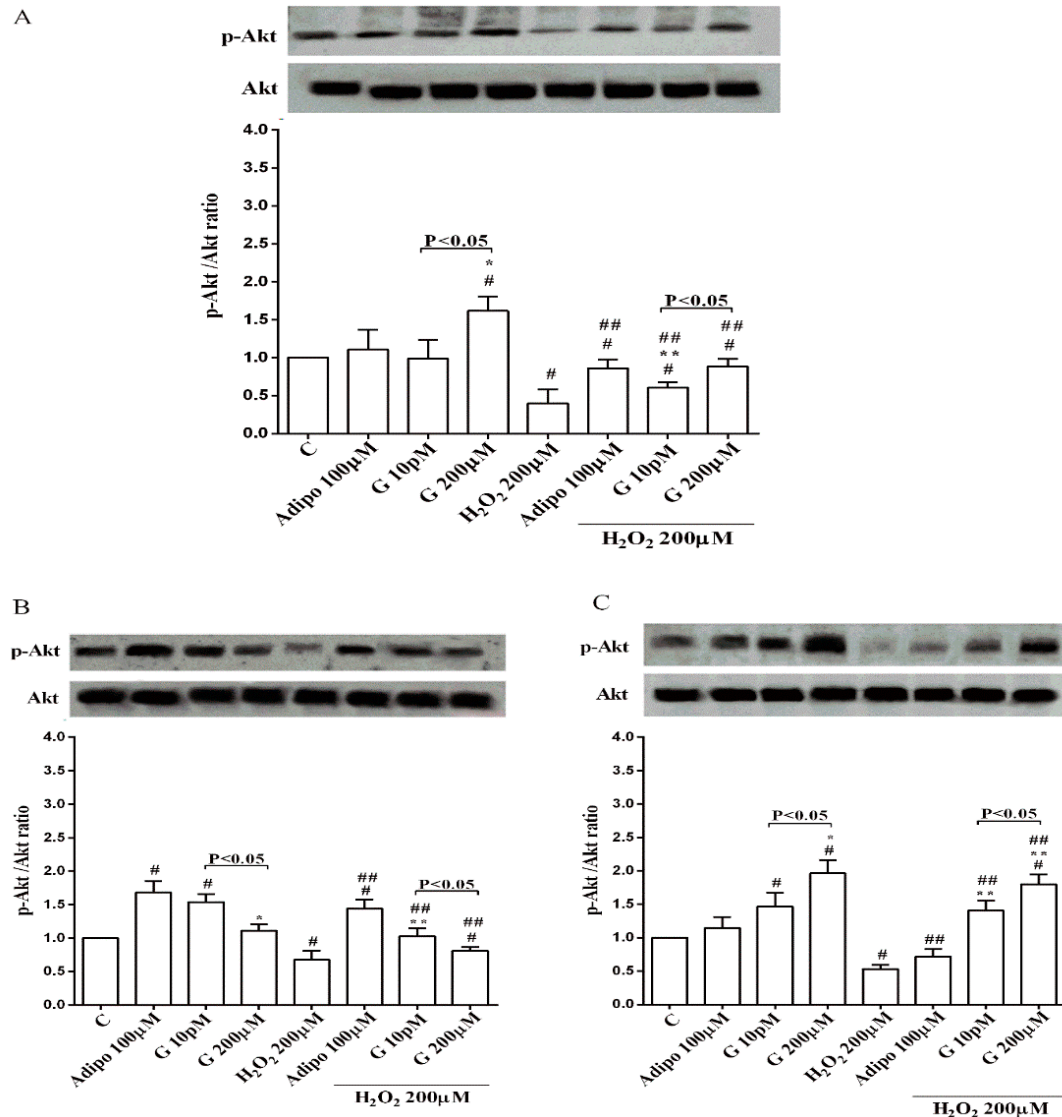 A
p-Akt
Akt
4.0
3.5
3.0
2.5
2.0
1.5
1.0
0.5
0.0
p-Akt /Akt ratio
P<0.05
*
#
#
##
#
P<0.05
##
**
#
##
#
C
Adipo 100μM
G 10pM
G 200μM
H₂O₂ 200μM
Adipo 100μM
G 10pM
G 200μM
H₂O₂ 200μM
B
p-Akt
Akt
4.0
3.5
3.0
2.5
2.0
1.5
1.0
0.5
0.0
p-Akt /Akt ratio
#
#
P<0.05
*
#
##
#
P<0.05
##
**
##
#
C
Adipo 100μM
G 10pM
G 200μM
H₂O₂ 200μM
Adipo 100μM
G 10pM
G 200μM
H₂O₂ 200μM
C
p-Akt
Akt
4.0
3.5
3.0
2.5
2.0
1.5
1.0
0.5
0.0
p-Akt /Akt ratio
P<0.05
#
*
#
#
##
P<0.05
##
**
##
**
#
C
Adipo 100μM
G 10pM
G 200μM
H₂O₂ 200μM
Adipo 100μM
G 10pM
G 200μM
H₂O₂ 200μM